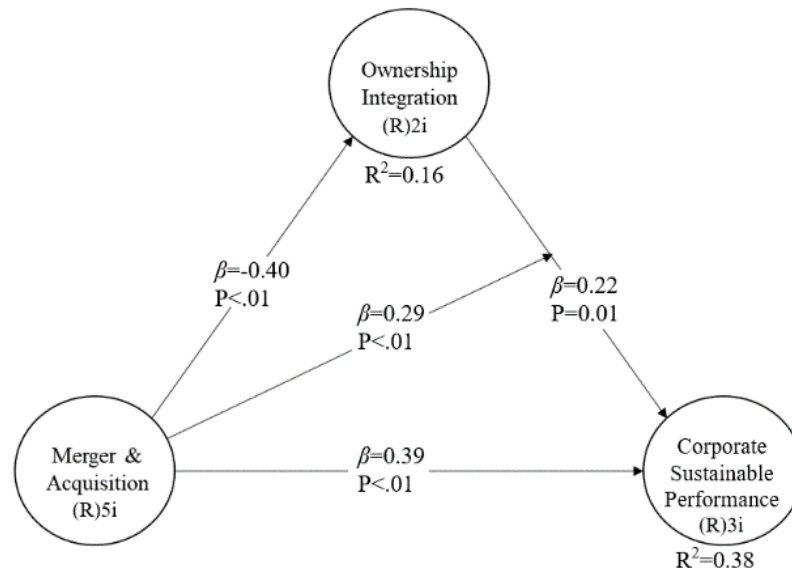 Ownership
Integration
(R)2i
R²=0.16
β=-0.40
P<.01
β=0.29
P<.01
β=0.22
P=0.01
Merger &
Acquisition
(R)5i
β=0.39
P<.01
Corporate
Sustainable
Performance
(R)3i
R²=0.38